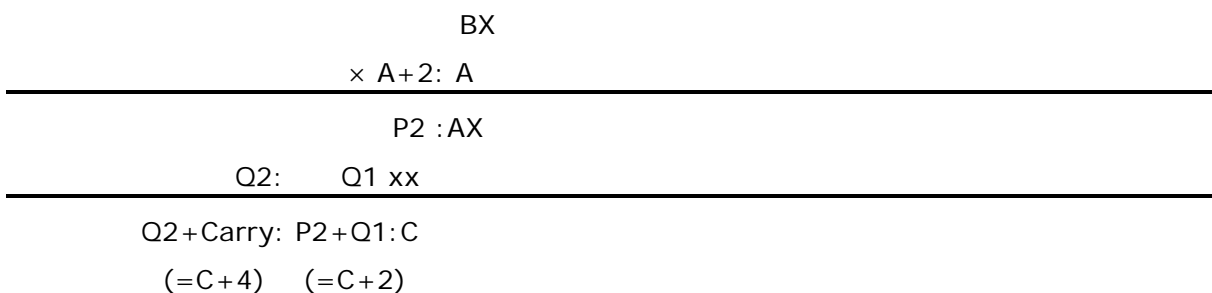 BX
× A+2: A
P2 :AX
Q2: Q1 xx
Q2+Carry: P2+Q1:C
(=C+4) (=C+2)